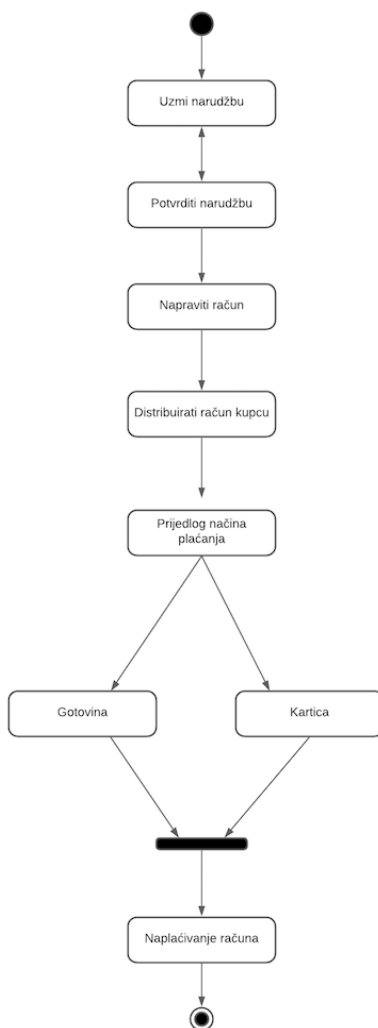 Uzmi narudžbu
Potvrditi narudžbu
Napraviti račun
Distribuirati račun kupcu
Prijedlog načina
plaćanja
Gotovina
Kartica
Naplaćivanje računa